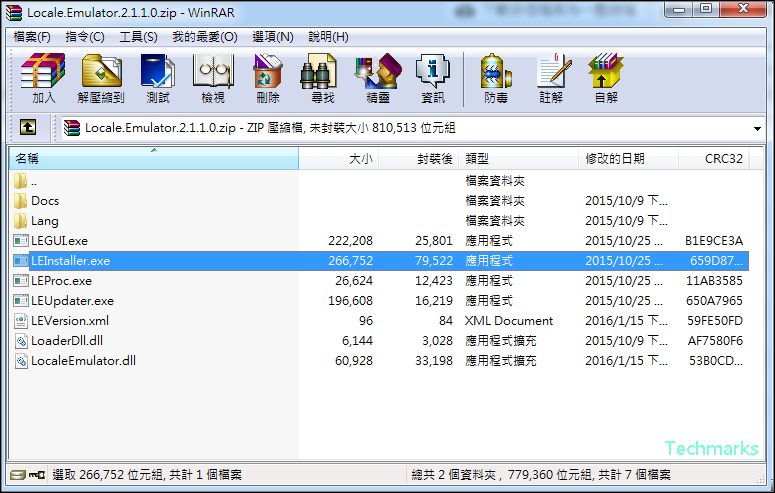 Locale.Emulator.2.1.1.0.zip - WinRAR
檔案(F) 指令(C) 工具(S) 我的最愛(O) 選項(N) 說明(H)
加入 解壓縮到 測試 檢視 刪除 尋找 精靈 資訊 防毒 註解 自解
Locale.Emulator.2.1.1.0.zip - ZIP 壓縮檔, 未封裝大小 810,513 位元組
名稱 大小 封裝後 類型 修改的日期 CRC32
.. 檔案資料夾
Docs 檔案資料夾 2015/10/9 下...
Lang 檔案資料夾 2015/10/9 下...
LEGUI.exe 222,208 25,801 應用程式 2015/10/25 ... B1E9CE3A
LEInstaller.exe 266,752 79,522 應用程式 2015/10/25 ... 659D87...
LEProc.exe 26,624 12,423 應用程式 2015/10/25 ... 11AB3585
LEUpdater.exe 196,608 16,219 應用程式 2015/10/25 ... 650A7965
LEVersion.xml 96 84 XML Document 2016/1/15 下... 59FE50FD
LoaderDll.dll 6,144 3,028 應用程式擴充 2015/10/9 下... AF7580F6
LocaleEmulator.dll 60,928 33,198 應用程式擴充 2016/1/15 下... 53B0CD...
Techmarks
選取 266,752 位元組, 共計 1 個檔案 總共 2 個資料夾 , 779,360 位元組, 共計 7 個檔案